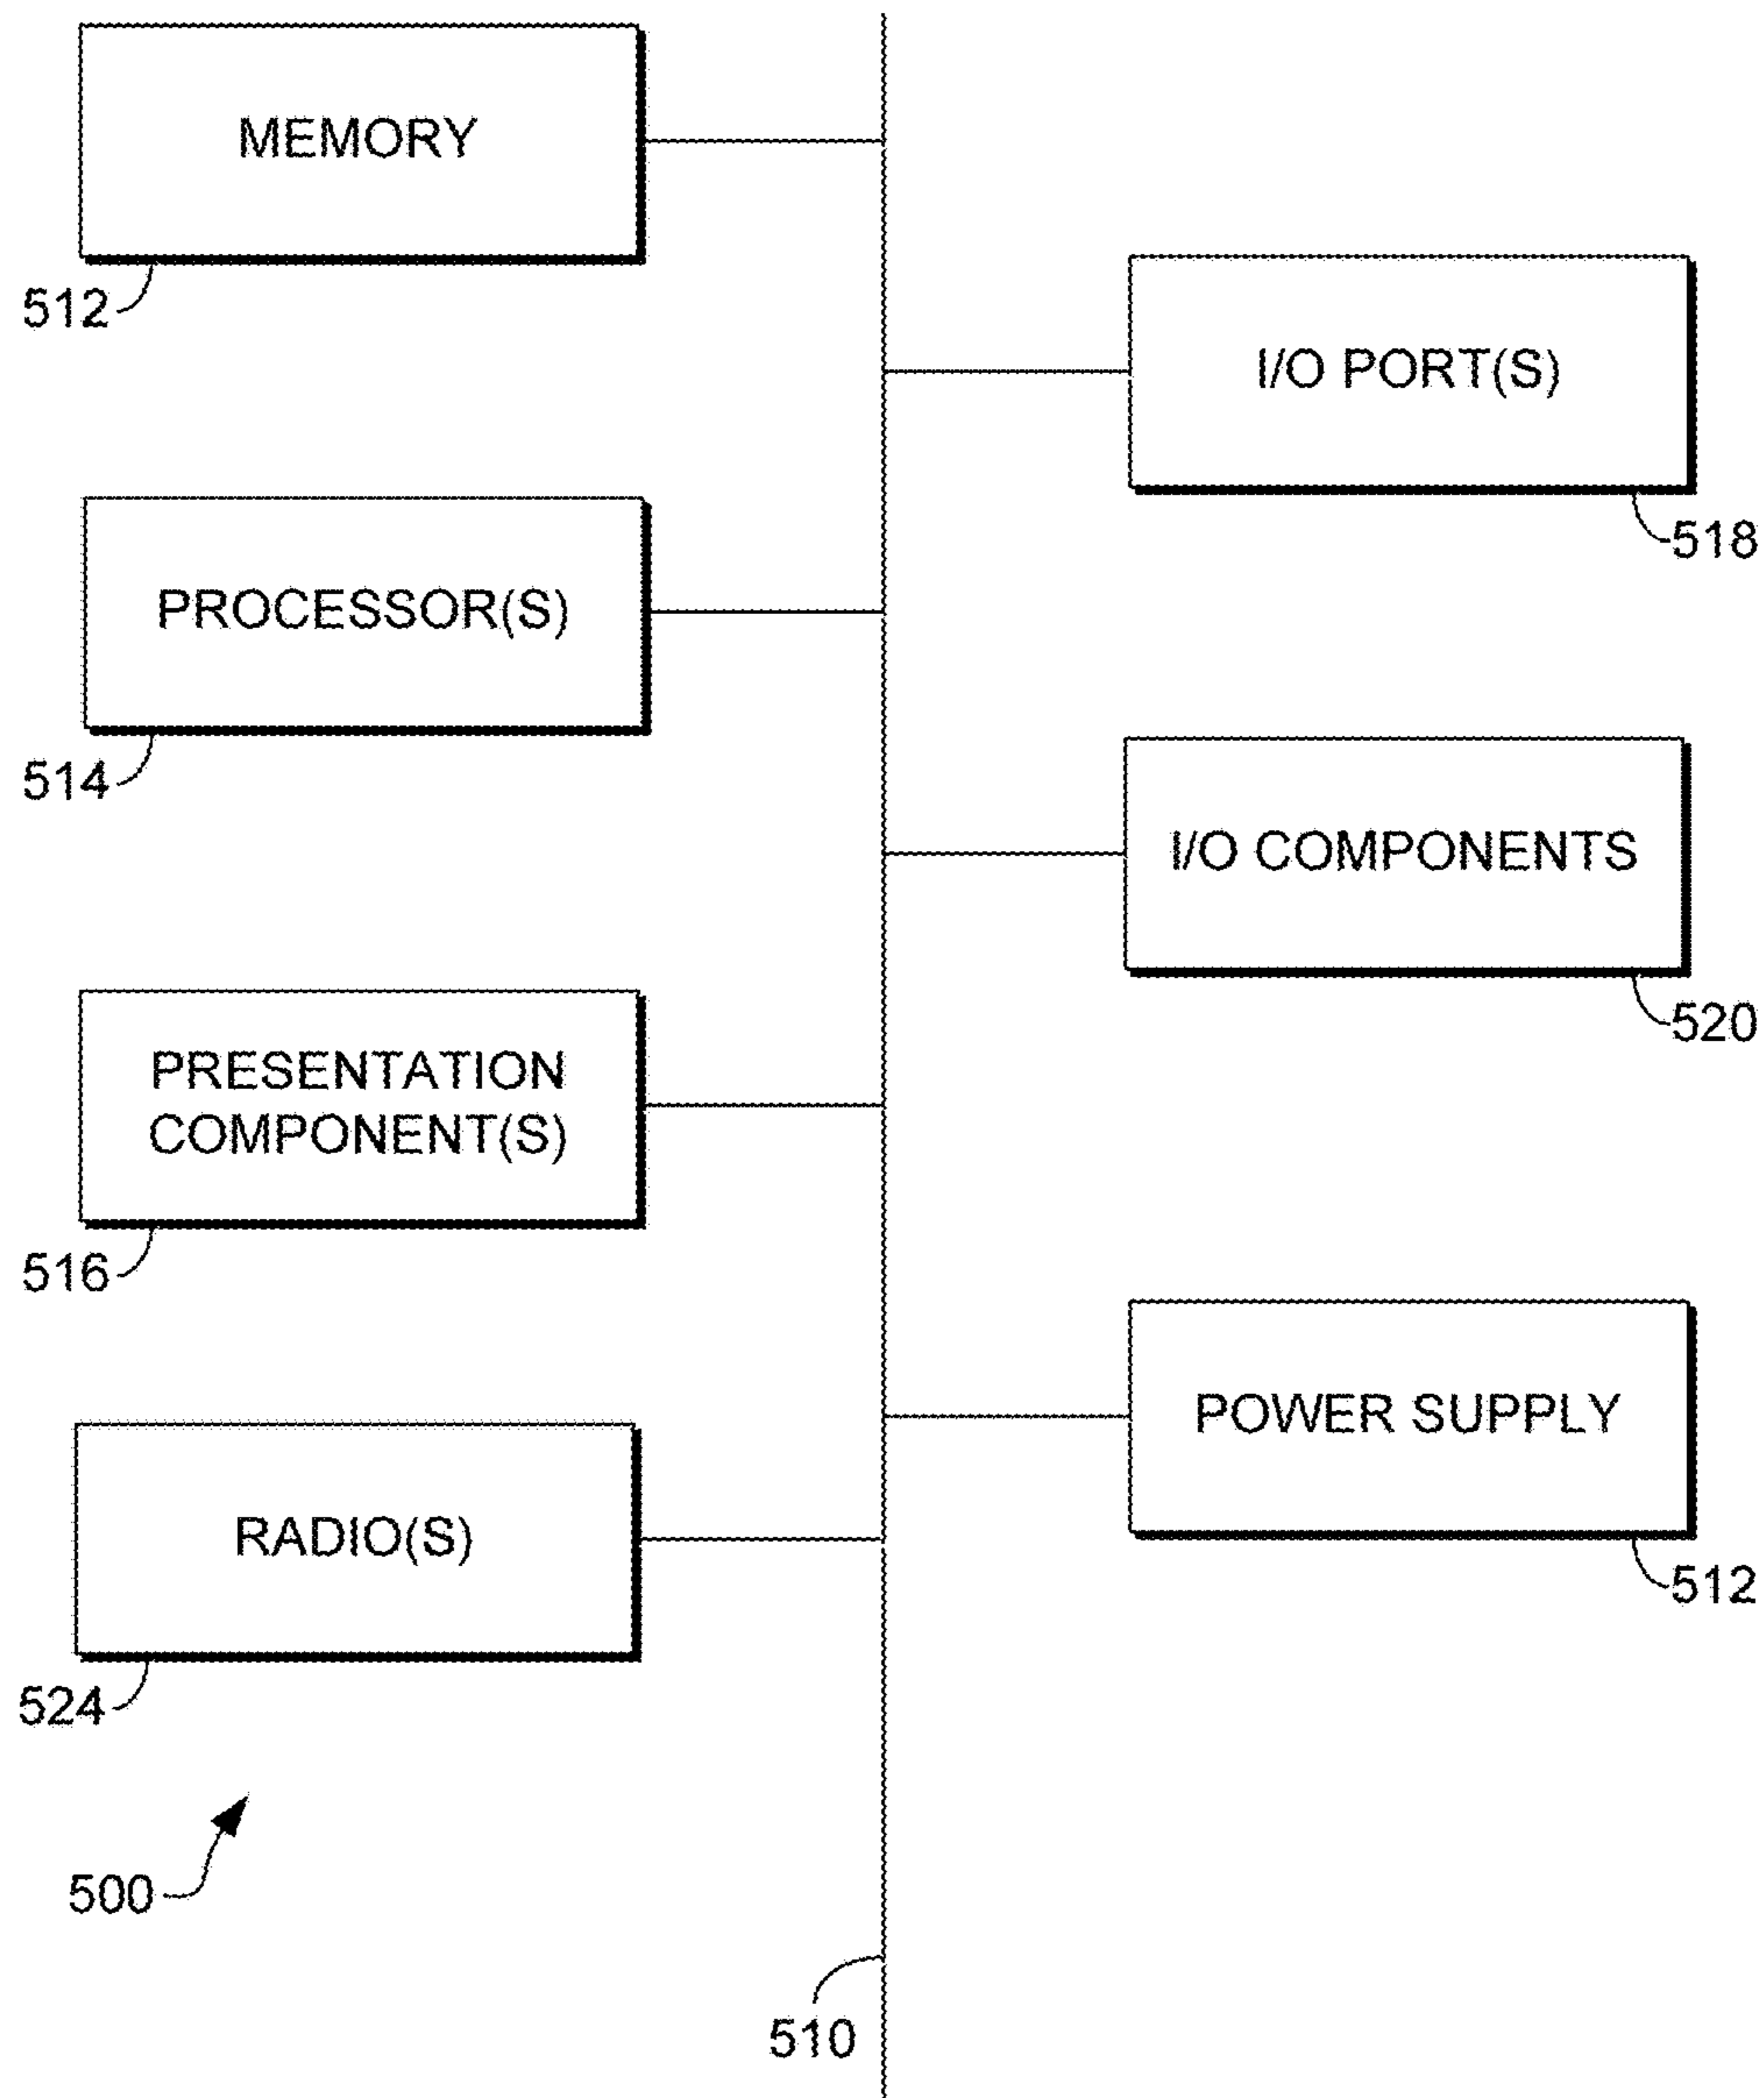 MEMORY
512
I/O PORT(S)
518
PROCESSOR(S)
514
I/O COMPONENTS
520
PRESENTATION
COMPONENT(S)
516
POWER SUPPLY
512
RADIO(S)
524
500
510